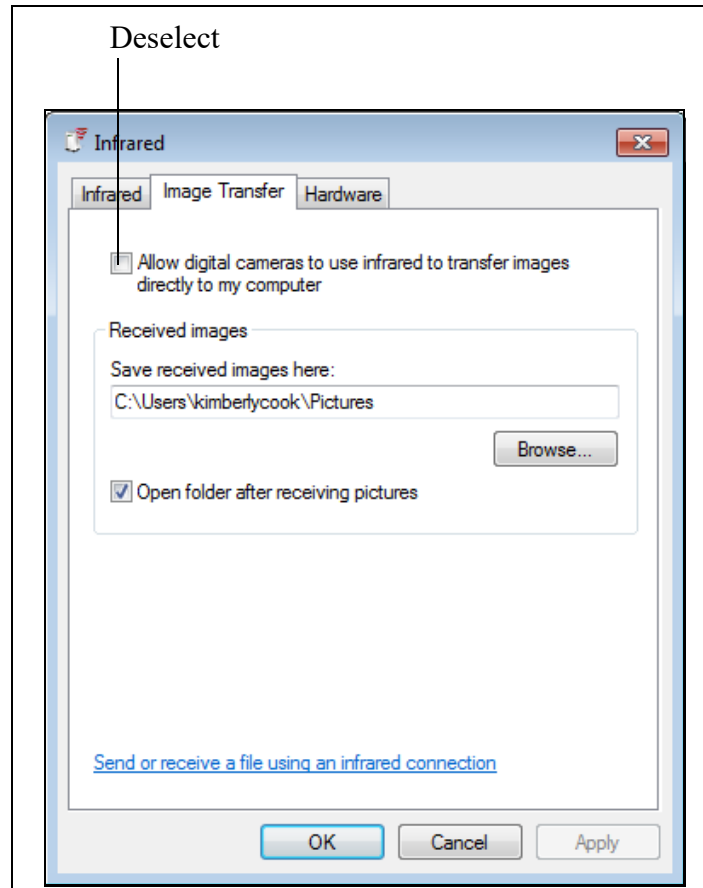 Deselect
Infrared
Infrared Image Transfer Hardware
Allow digital cameras to use infrared to transfer images
directly to my computer
Received images
Save received images here:
C:\Users\kimberlycook\Pictures
Browse...
Open folder after receiving pictures
Send or receive a file using an infrared connection
OK Cancel Apply